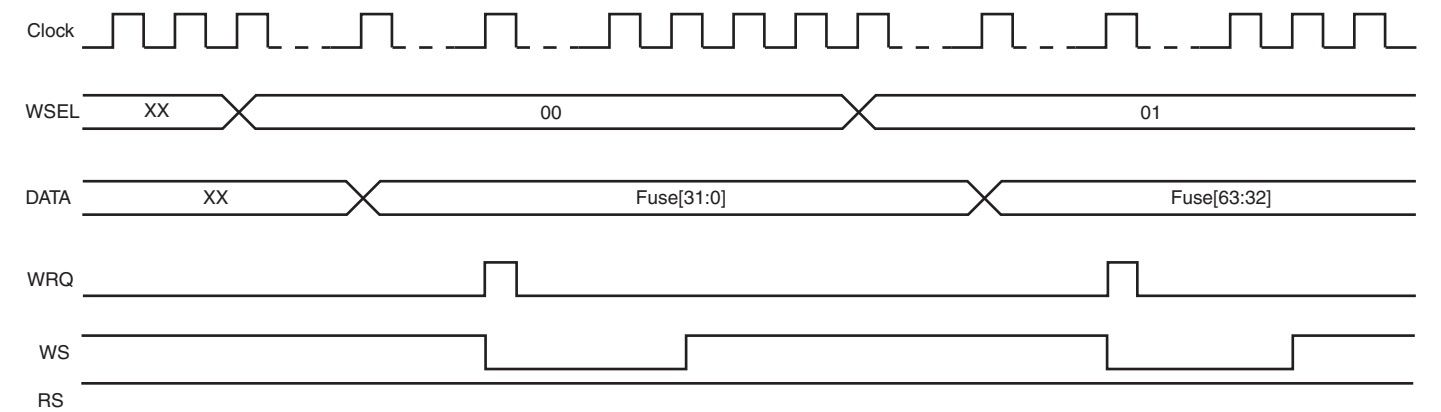 Clock
WSEL XX 00 01
DATA XX Fuse[31:0] Fuse[63:32]
WRQ
WS
RS